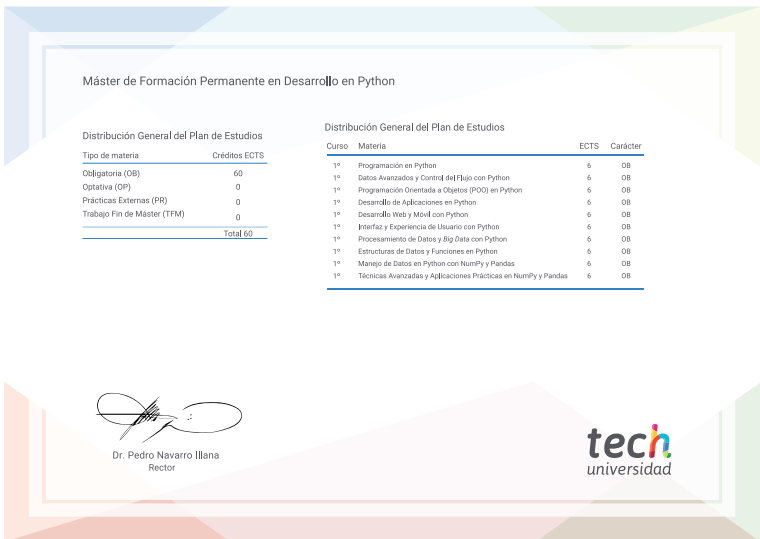 Máster de Formación Permanente en Desarrollo en Python
Distribución General del Plan de Estudios
Tipo de materia Créditos ECTS
Obligatoria (OB) 60
Optativa (OP) 0
Prácticas Externas (PR) 0
Trabajo Fin de Máster (TFM) 0
Total 60
Distribución General del Plan de Estudios
Curso Materia ECTS Carácter
1º Programación en Python 6 OB
1º Datos Avanzados y Control del Flujo con Python 6 OB
1º Programación Orientada a Objetos (POO) en Python 6 OB
1º Desarrollo de Aplicaciones en Python 6 OB
1º Desarrollo Web y Móvil con Python 6 OB
1º Interfaz y Experiencia de Usuario con Python 6 OB
1º Procesamiento de Datos y Big Data con Python 6 OB
1º Estructuras de Datos y Funciones en Python 6 OB
1º Manejo de Datos en Python con NumPy y Pandas 6 OB
1º Técnicas Avanzadas y Aplicaciones Prácticas en NumPy y Pandas 6 OB
Dr. Pedro Navarro Illana
Rector
tech
universidad